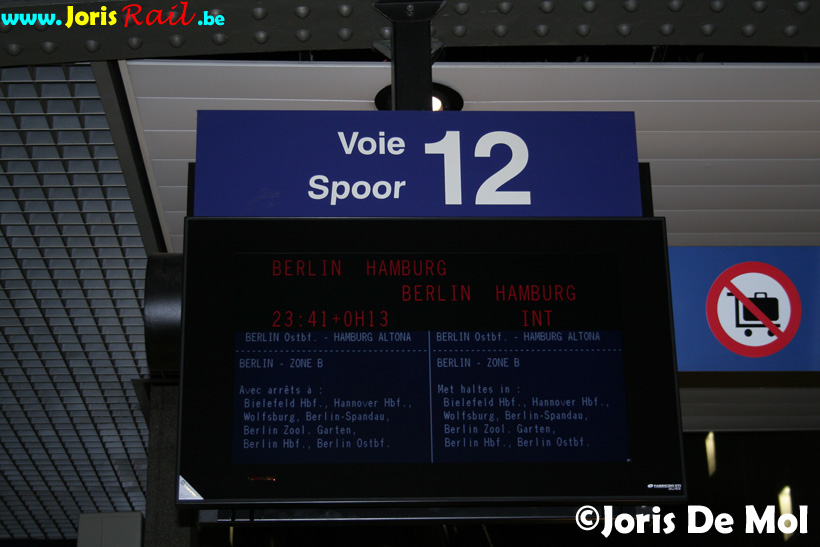 www.JorisRail.be
Voie 12
Spoor
BERLIN HAMBURG
BERLIN HAMBURG
23:41+0H13 INT
BERLIN Ostbf. - HAMBURG ALTONA
BERLIN - ZONE B
Avec arrêts à :
Bielefeld Hbf., Hannover Hbf.,
Wolfsburg, Berlin-Spandau,
Berlin Zool. Garten,
Berlin Hbf., Berlin Ostbf.
BERLIN Ostbf. - HAMBURG ALTONA
BERLIN - ZONE B
Met haltes in :
Bielefeld Hbf., Hannover Hbf.,
Wolfsburg, Berlin-Spandau,
Berlin Zool. Garten,
Berlin Hbf., Berlin Ostbf.
©Joris De Mol